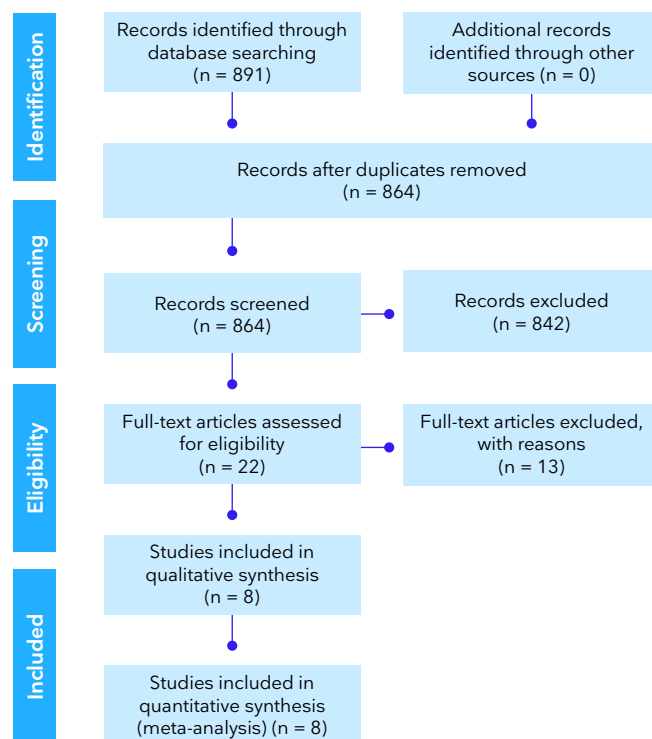 Identification
Records identified through
database searching
(n = 891)
Additional records
identified through other
sources (n = 0)
Records after duplicates removed
(n = 864)
Screening
Records screened
(n = 864)
Records excluded
(n = 842)
Eligibility
Full-text articles assessed
for eligibility
(n = 22)
Full-text articles excluded,
with reasons
(n = 13)
Included
Studies included in
qualitative synthesis
(n = 8)
Studies included in
quantitative synthesis
(meta-analysis) (n = 8)